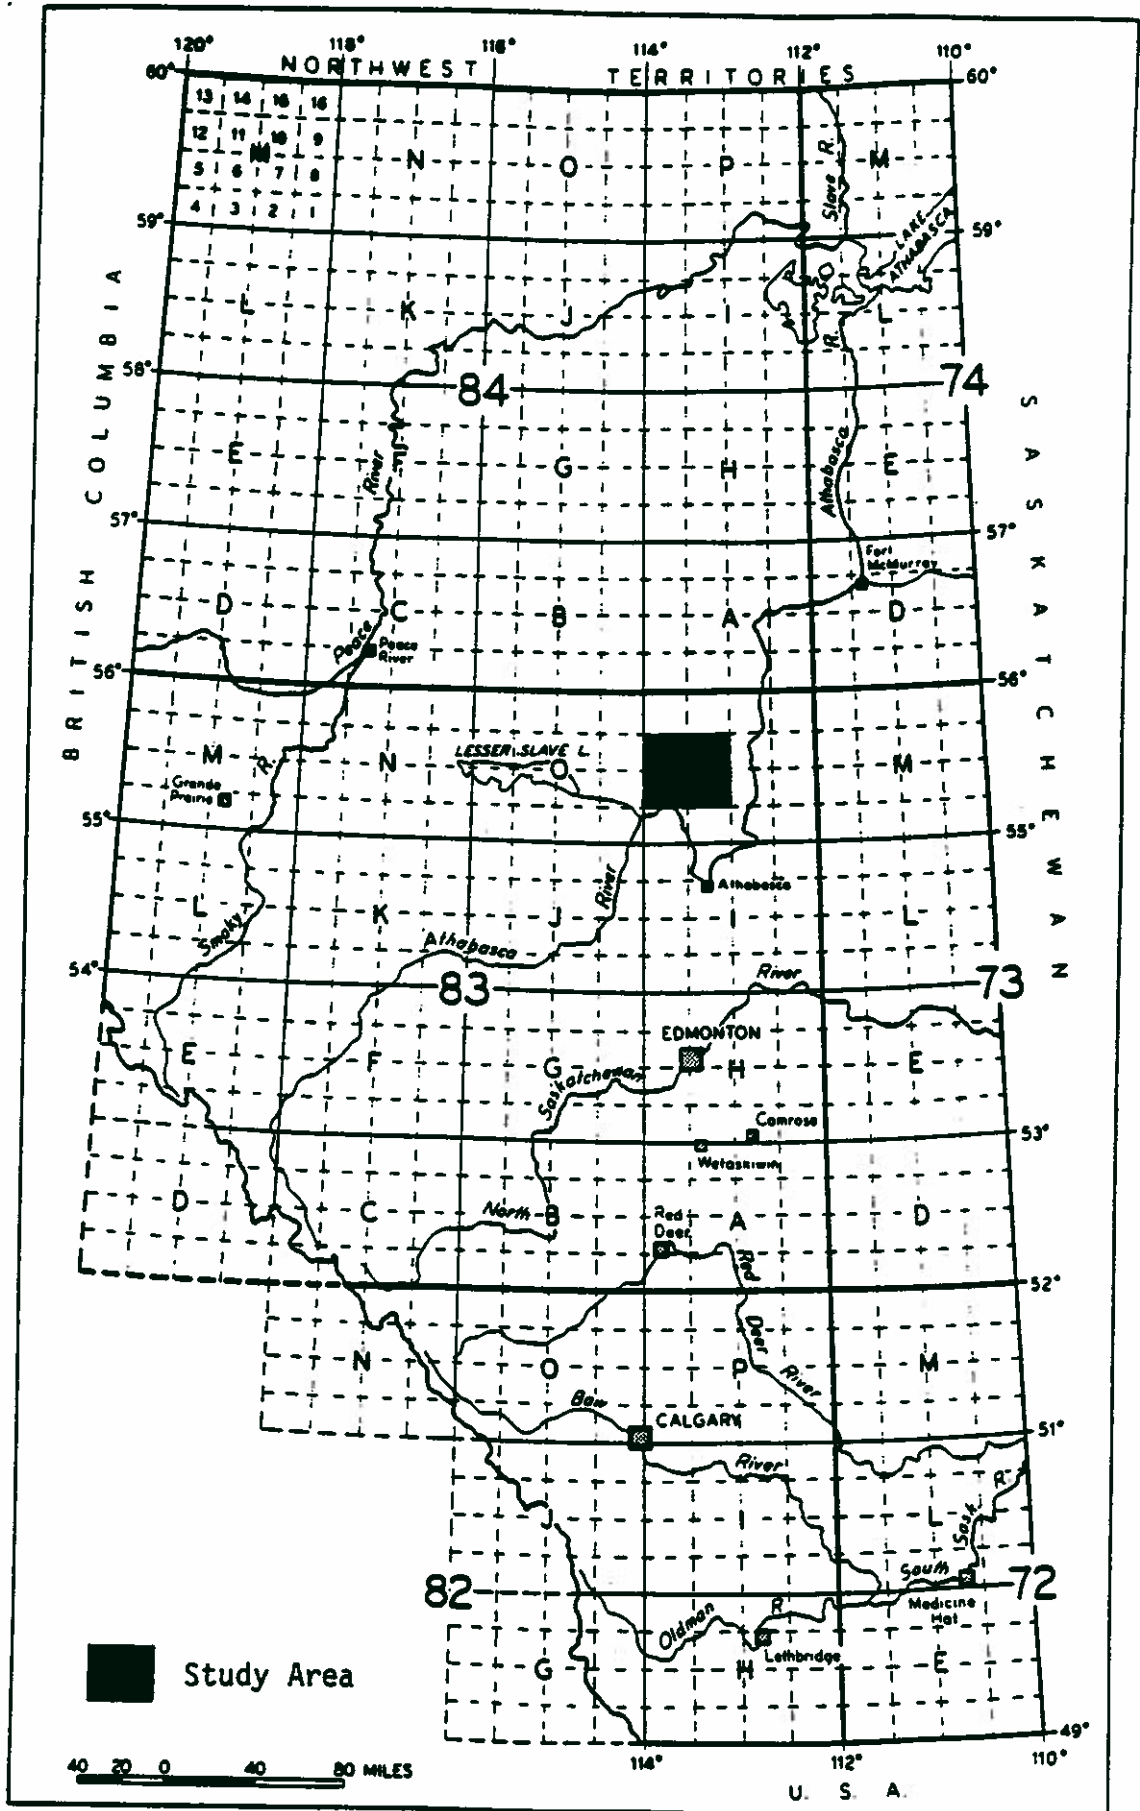 120° 118° 116° 114° 112° 110°
60° NORTHWEST TERRITORIES 60°
13 14 15 16
12 11 10 9
M N O P M
5 6 7 8
4 3 2 1
Slave R.
59° 59°
LAKE
ATHABASCA
BRITISH COLUMBIA
SASKATCHEWAN
L K J I L
R.
58° 84 74
River
Athabasca
E G H E
57° 57°
Fort
McMurray
D C B A D
Peace
Peace
River
56° 56°
LESSER SLAVE L.
M N O M
R.
Grande
Prairie
55° 55°
Athabasca
River
L K J I L
Smoky
Athabasca
54° 83 River 73
EDMONTON
E F G H E
Saskatchewan
Camrose
53°
Wetaskiwin
D C B A D
North
Red
Deer
Red
52°
Deer
N O P M
River
Bow
CALGARY
51°
River
R.
J I L
Sask.
South
82 72
Medicine
Hat
Oldman R.
Lethbridge
G H E
Study Area
49°
40 20 0 40 80 MILES
114° 112° 110°
U. S. A.